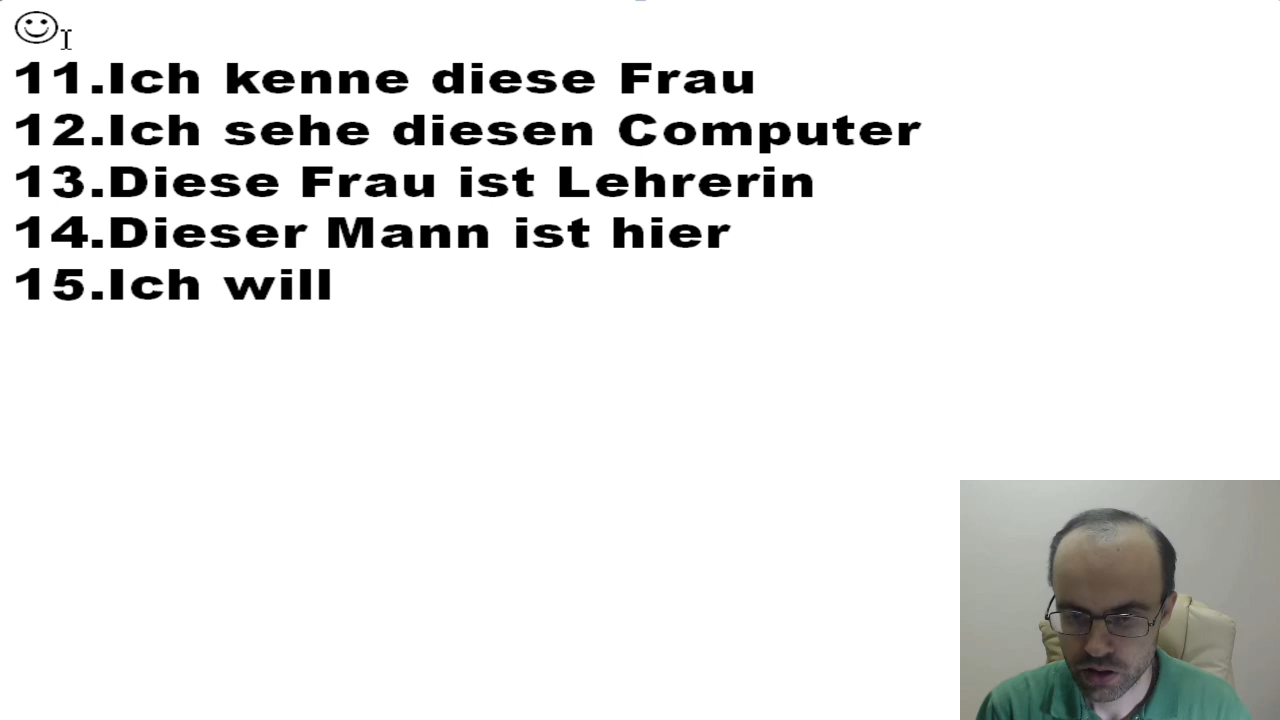 11.Ich kenne diese Frau
12.Ich sehe diesen Computer
13.Diese Frau ist Lehrerin
14.Dieser Mann ist hier
15.Ich will